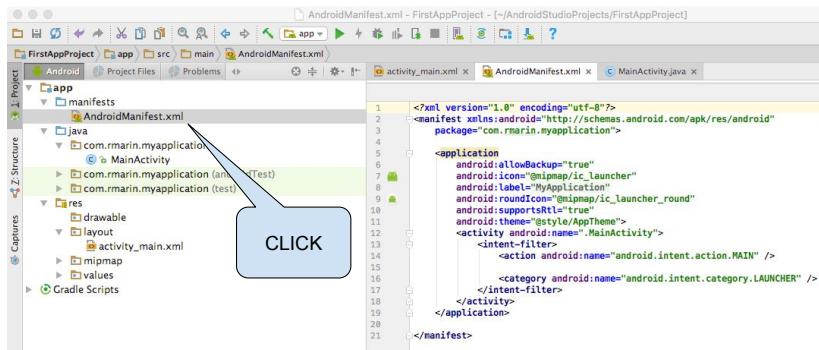 AndroidManifest.xml - FirstAppProject - [~/AndroidStudioProjects/FirstAppProject]
app
FirstAppProject app src main AndroidManifest.xml
1: Project
Z: Structure
Captures
Android Project Files Problems
app
manifests
AndroidManifest.xml
java
com.rmarin.myapplication
MainActivity
com.rmarin.myapplication (androidTest)
com.rmarin.myapplication (test)
res
drawable
layout
activity_main.xml
mipmap
values
Gradle Scripts
CLICK
activity_main.xml × AndroidManifest.xml × MainActivity.java ×
1 <?xml version="1.0" encoding="utf-8"?>
2 <manifest xmlns:android="http://schemas.android.com/apk/res/android"
3 package="com.rmarin.myapplication">
4
5 <application
6 android:allowBackup="true"
7 android:icon="@mipmap/ic_launcher"
8 android:label="MyApplication"
9 android:roundIcon="@mipmap/ic_launcher_round"
10 android:supportsRtl="true"
11 android:theme="@style/AppTheme">
12 <activity android:name=".MainActivity">
13 <intent-filter>
14 <action android:name="android.intent.action.MAIN" />
15
16 <category android:name="android.intent.category.LAUNCHER" />
17 </intent-filter>
18 </activity>
19 </application>
20
21 </manifest>